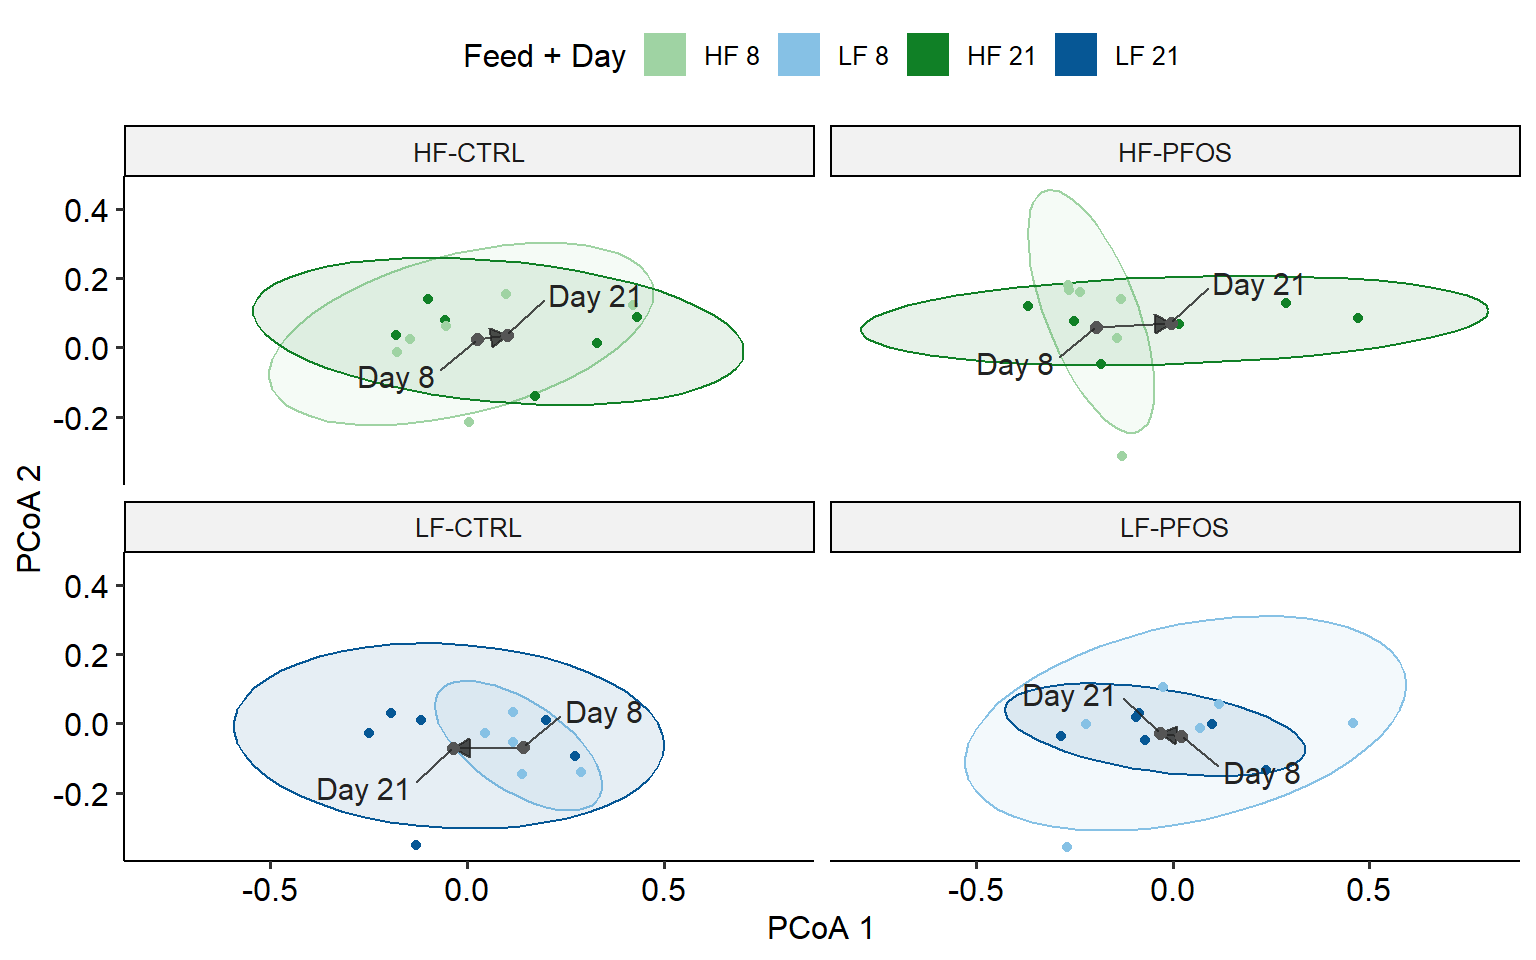 Feed + Day HF 8 LF 8 HF 21 LF 21
HF-CTRL HF-PFOS
0.4
0.2
0.0
-0.2
Day 21
Day 8
Day 21
Day 8
PCoA 2
LF-CTRL LF-PFOS
0.4
0.2
0.0
-0.2
Day 8
Day 21
Day 21
Day 8
-0.5 0.0 0.5 -0.5 0.0 0.5
PCoA 1